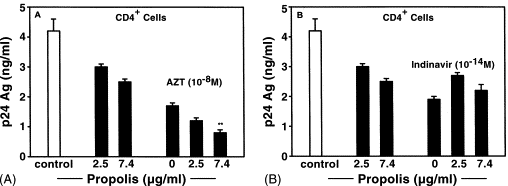 A
CD4+ Cells
p24 Ag (ng/ml)
5
4
3
2
1
0
AZT (10-8M)
**
control 2.5 7.4 0 2.5 7.4
(A) Propolis (µg/ml)
B
CD4+ Cells
p24 Ag (ng/ml)
5
4
3
2
1
0
Indinavir (10-14M)
control 2.5 7.4 0 2.5 7.4
(B) Propolis (µg/ml)